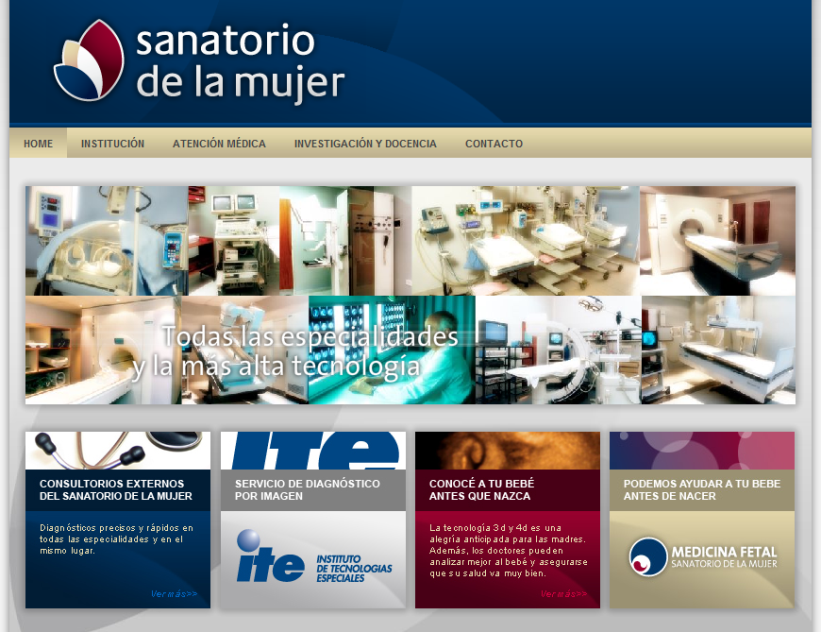 sanatorio
de la mujer
HOME INSTITUCIÓN ATENCIÓN MÉDICA INVESTIGACIÓN Y DOCENCIA CONTACTO
Todas las especialidades
y la más alta tecnología
CONSULTORIOS EXTERNOS
DEL SANATORIO DE LA MUJER
Diagnósticos precisos y rápidos en
todas las especialidades y en el
mismo lugar.
Ver más>>
ite
SERVICIO DE DIAGNÓSTICO
POR IMAGEN
ite INSTITUTO
DE TECNOLOGIAS
ESPECIALES
CONOCÉ A TU BEBÉ
ANTES QUE NAZCA
La tecnología 3d y 4d es una
alegría anticipada para las madres.
Además, los doctores pueden
analizar mejor al bebé y asegurarse
que su salud va muy bien.
Ver más>>
PODEMOS AYUDAR A TU BEBE
ANTES DE NACER
MEDICINA FETAL
SANATORIO DE LA MUJER